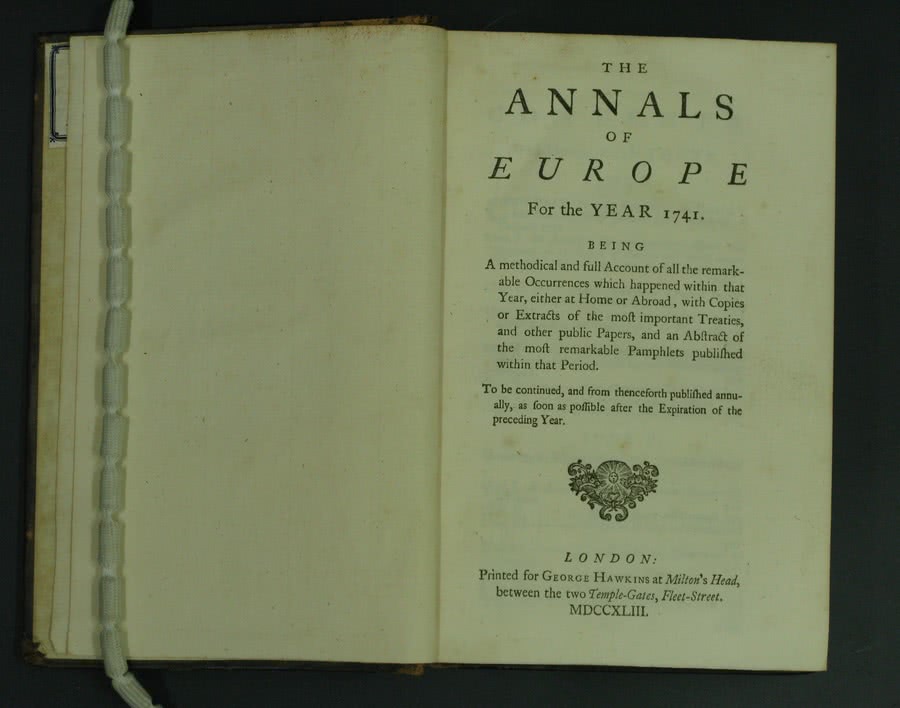 THE
ANNALS
OF
EUROPE
For the YEAR 1741.
BEING
A methodical and full Account of all the remark-
able Occurrences which happened within that
Year, either at Home or Abroad, with Copies
or Extracts of the moſt important Treaties,
and other public Papers, and an Abſtract of
the moſt remarkable Pamphlets publiſhed
within that Period.
To be continued, and from thenceforth publiſhed annu-
ally, as ſoon as poſſible after the Expiration of the
preceding Year.
LONDON:
Printed for GEORGE HAWKINS at Milton's Head,
between the two Temple-Gates, Fleet-Street.
MDCCXLIII.